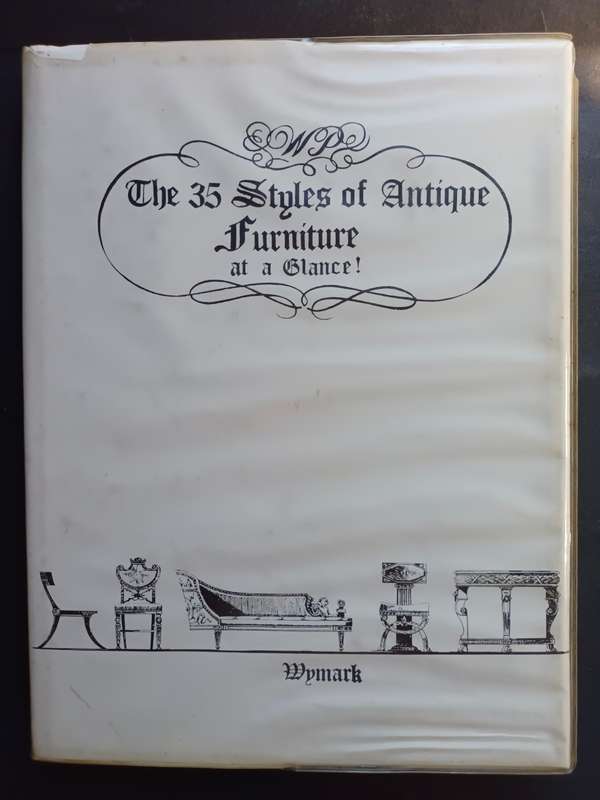 WP
The 35 Styles of Antique
Furniture
at a Glance!
Wymark